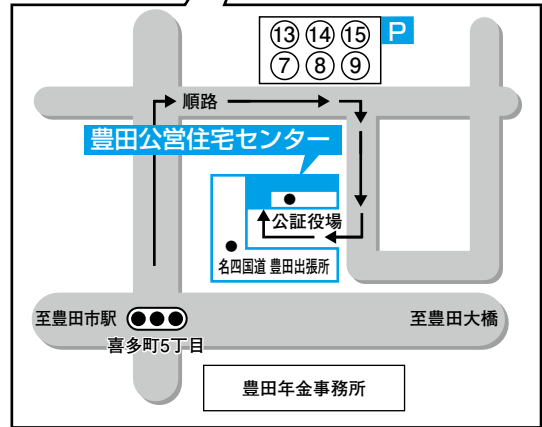 ⑬⑭⑮ P
⑦⑧⑨
順路
豊田公営住宅センター
公証役場
名四国道 豊田出張所
至豊田市駅
至豊田大橋
喜多町5丁目
豊田年金事務所